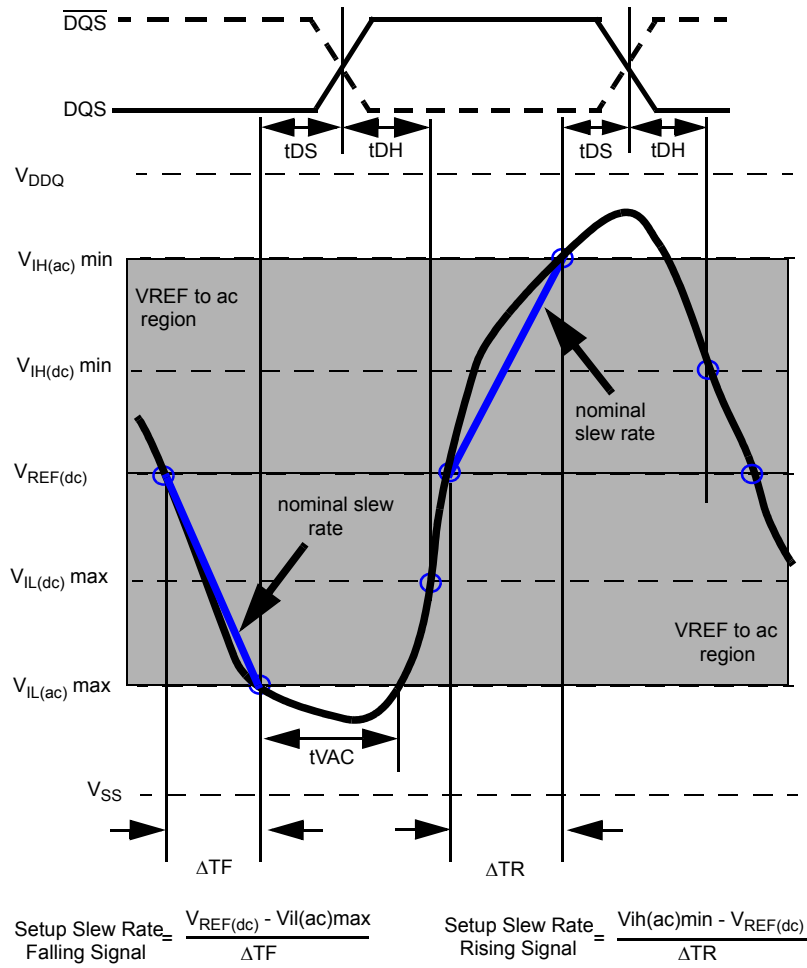 DQS
DQS
tDS
tDH
tDS
tDH
VDDQ
VIH(ac) min
VREF to ac
region
VIH(dc) min
nominal
slew rate
VREF(dc)
nominal slew
rate
VIL(dc) max
VREF to ac
region
VIL(ac) max
tVAC
VSS
ΔTF
ΔTR
Setup Slew Rate
Falling Signal
=
VREF(dc) - Vil(ac)max
ΔTF
Setup Slew Rate
Rising Signal
=
Vih(ac)min - VREF(dc)
ΔTR